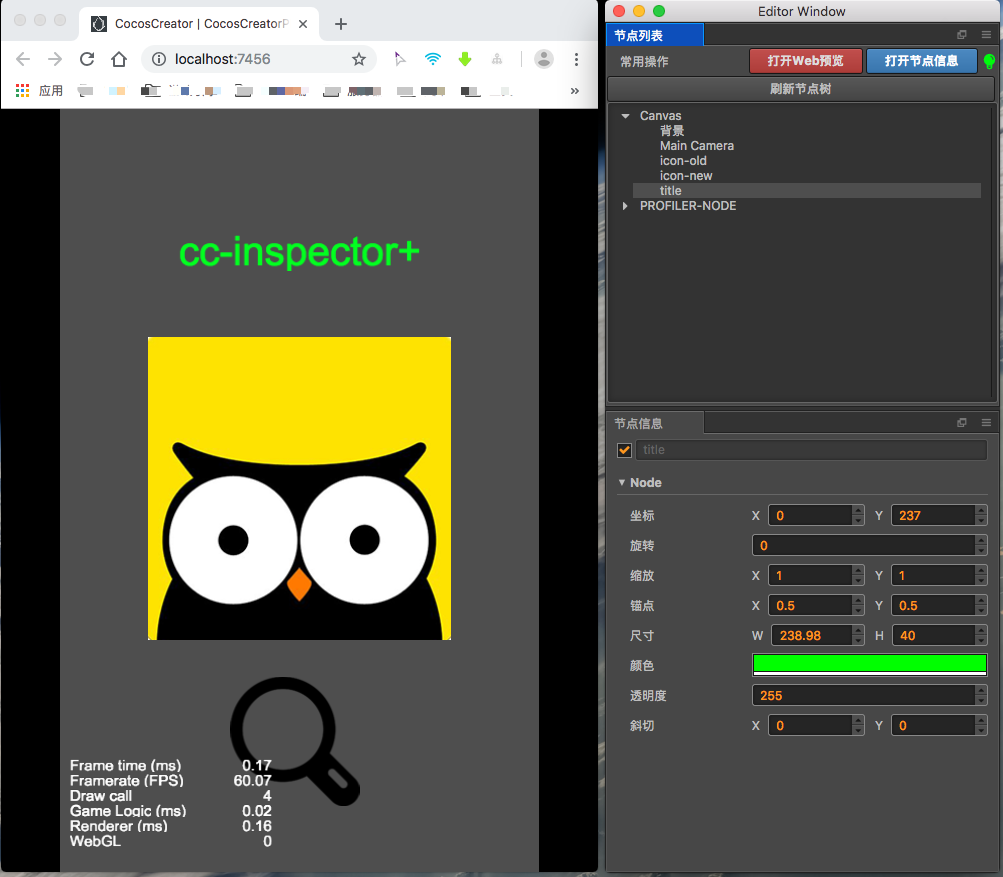 CocosCreator | CocosCreatorP
localhost:7456
应用
»
cc-inspector+
Frame time (ms) 0.17
Framerate (FPS) 60.07
Draw call 4
Game Logic (ms) 0.02
Renderer (ms) 0.16
WebGL 0
Editor Window
节点列表
常用操作 打开Web预览 打开节点信息
刷新节点树
Canvas
背景
Main Camera
icon-old
icon-new
title
PROFILER-NODE
节点信息
title
Node
坐标 X 0 Y 237
旋转 0
缩放 X 1 Y 1
锚点 X 0.5 Y 0.5
尺寸 W 238.98 H 40
颜色
透明度 255
斜切 X 0 Y 0